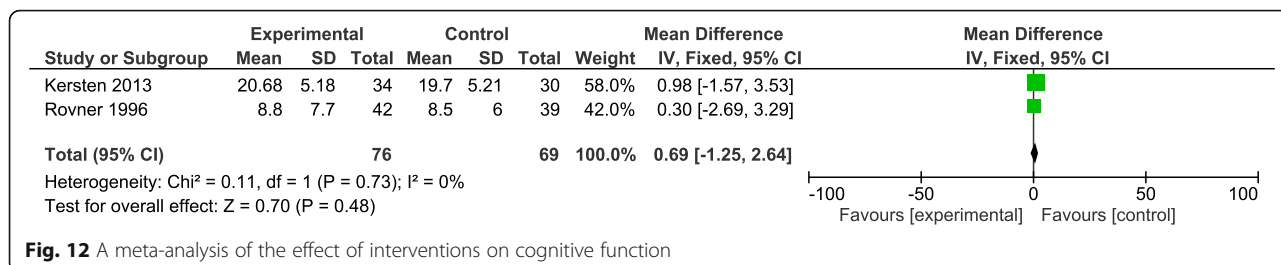 Experimental Control Mean Difference Mean Difference
Study or Subgroup Mean SD Total Mean SD Total Weight IV, Fixed, 95% CI IV, Fixed, 95% CI
Kersten 2013 20.68 5.18 34 19.7 5.21 30 58.0% 0.98 [-1.57, 3.53]
Rovner 1996 8.8 7.7 42 8.5 6 39 42.0% 0.30 [-2.69, 3.29]
Total (95% CI) 76 69 100.0% 0.69 [-1.25, 2.64]
Heterogeneity: Chi² = 0.11, df = 1 (P = 0.73); I² = 0%
Test for overall effect: Z = 0.70 (P = 0.48)
-100 -50 0 50 100
Favours [experimental] Favours [control]
Fig. 12 A meta-analysis of the effect of interventions on cognitive function